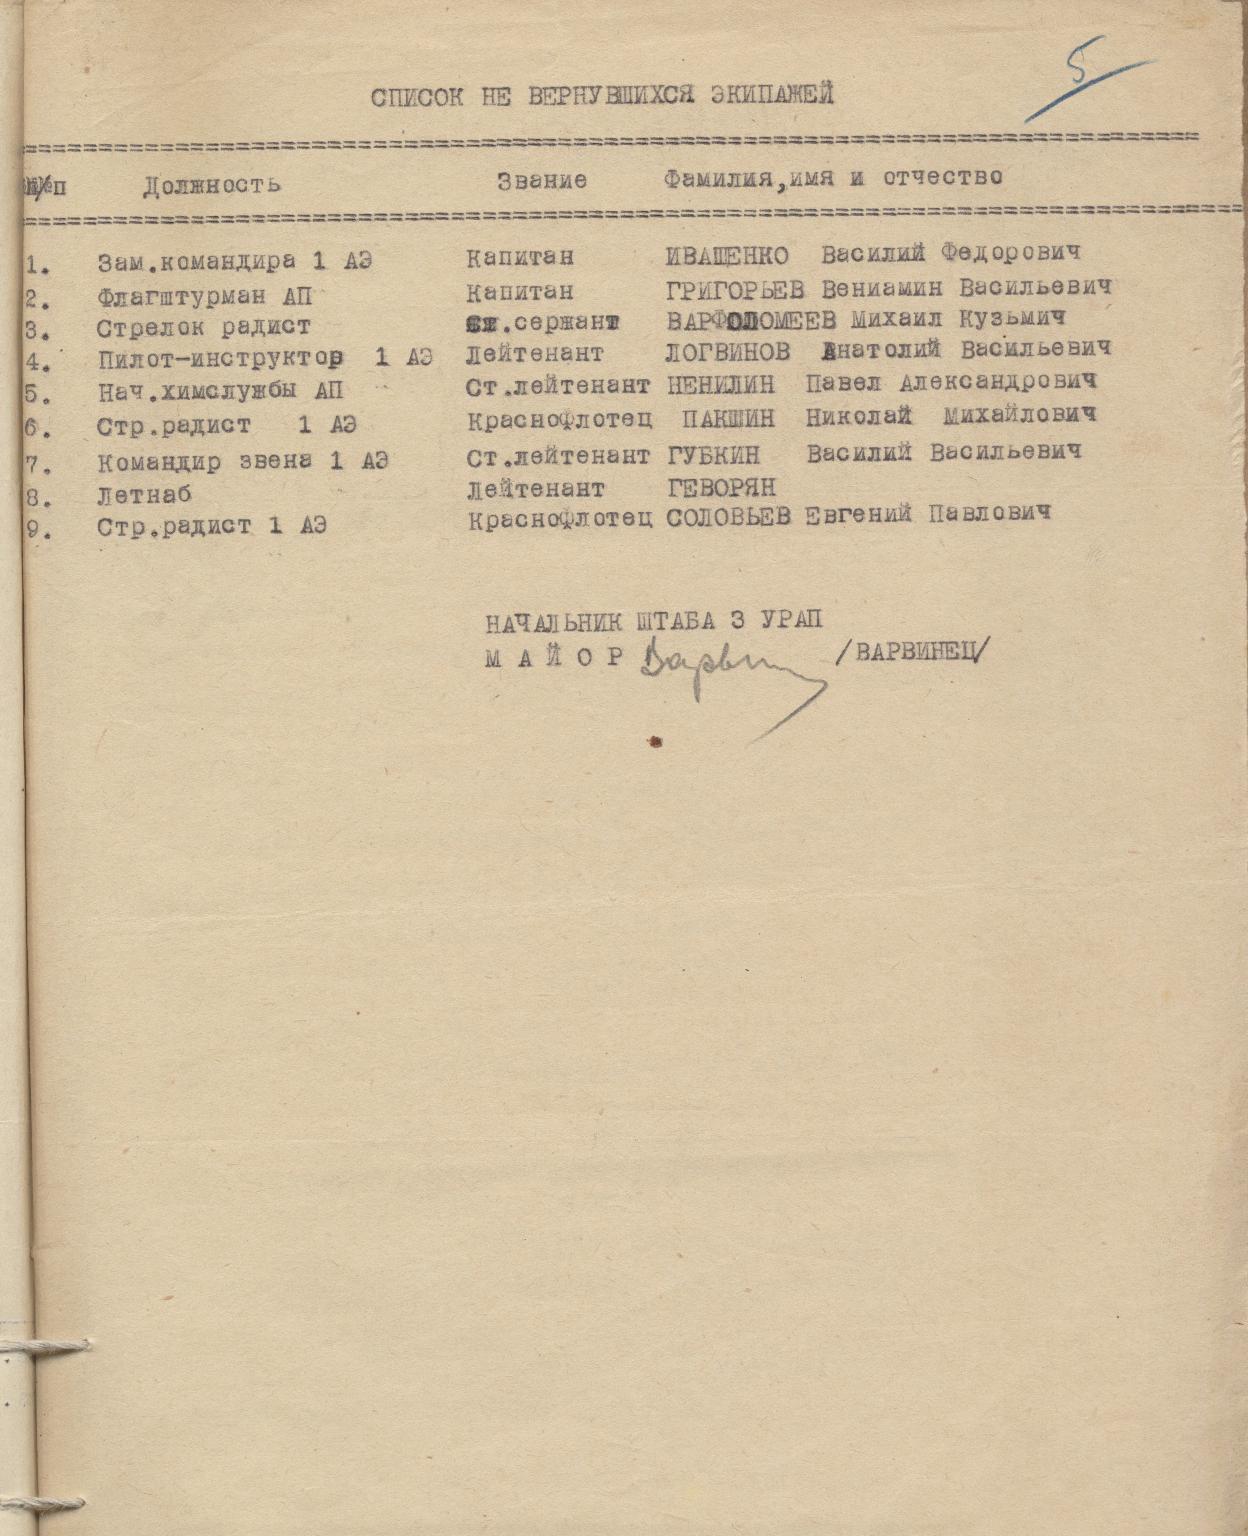 5
СПИСОК НЕ ВЕРНУВШИХСЯ ЭКИПАЖЕЙ
№/п Должность Звание Фамилия,имя и отчество
1. Зам.командира 1 АЭ Капитан ИВАЩЕНКО Василий Федорович
2. Флагштурман АП Капитан ГРИГОРЬЕВ Вениамин Васильевич
3. Стрелок радист ст.сержант ВАРФОЛОМЕЕВ Михаил Кузьмич
4. Пилот-инструктор 1 АЭ Лейтенант ЛОГВИНОВ Анатолий Васильевич
5. Нач.химслужбы АП Ст.лейтенант НЕНИЛИН Павел Александрович
6. Стр.радист 1 АЭ Краснофлотец ПАКШИН Николай Михайлович
7. Командир звена 1 АЭ Ст.лейтенант ГУБКИН Василий Васильевич
8. Летнаб Лейтенант ГЕВОРЯН
9. Стр.радист 1 АЭ Краснофлотец СОЛОВЬЕВ Евгений Павлович
НАЧАЛЬНИК ШТАБА 3 УРАП
М А Й О Р /ВАРВИНЕЦ/